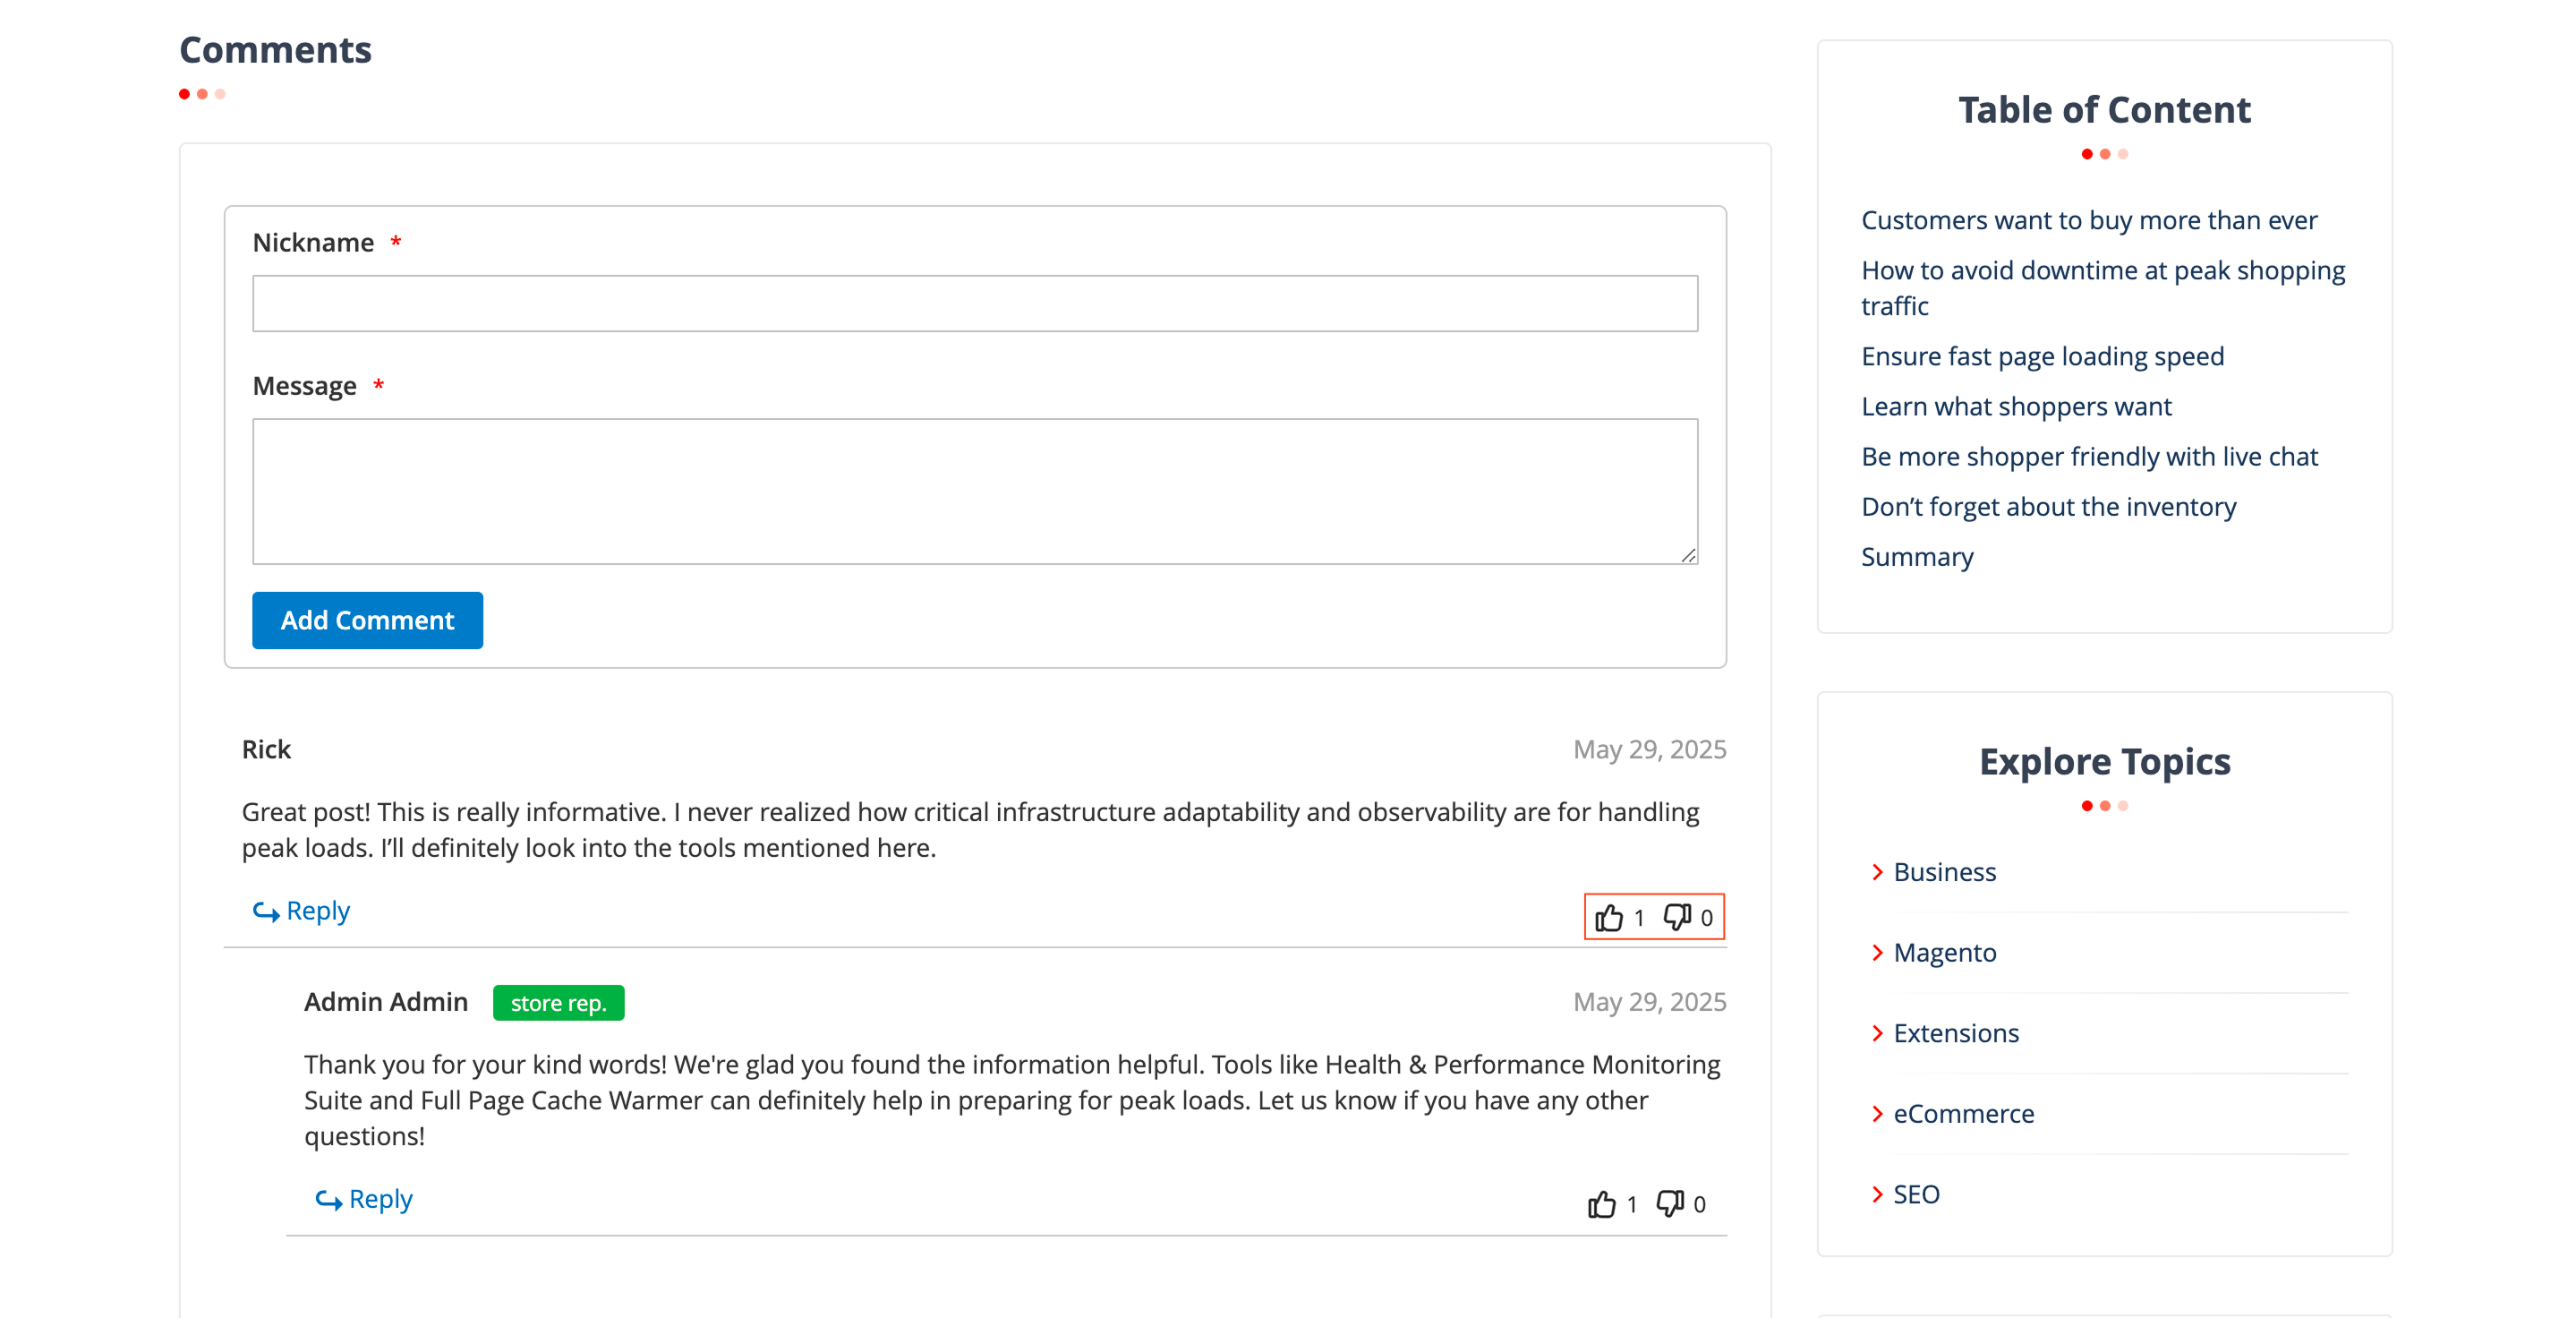 Comments
Nickname *
Message *
Add Comment
Rick
May 29, 2025
Great post! This is really informative. I never realized how critical infrastructure adaptability and observability are for handling
peak loads. I’ll definitely look into the tools mentioned here.
Reply
1 0
Admin Admin store rep.
May 29, 2025
Thank you for your kind words! We're glad you found the information helpful. Tools like Health & Performance Monitoring
Suite and Full Page Cache Warmer can definitely help in preparing for peak loads. Let us know if you have any other
questions!
Reply
1 0
Table of Content
Customers want to buy more than ever
How to avoid downtime at peak shopping
traffic
Ensure fast page loading speed
Learn what shoppers want
Be more shopper friendly with live chat
Don’t forget about the inventory
Summary
Explore Topics
Business
Magento
Extensions
eCommerce
SEO